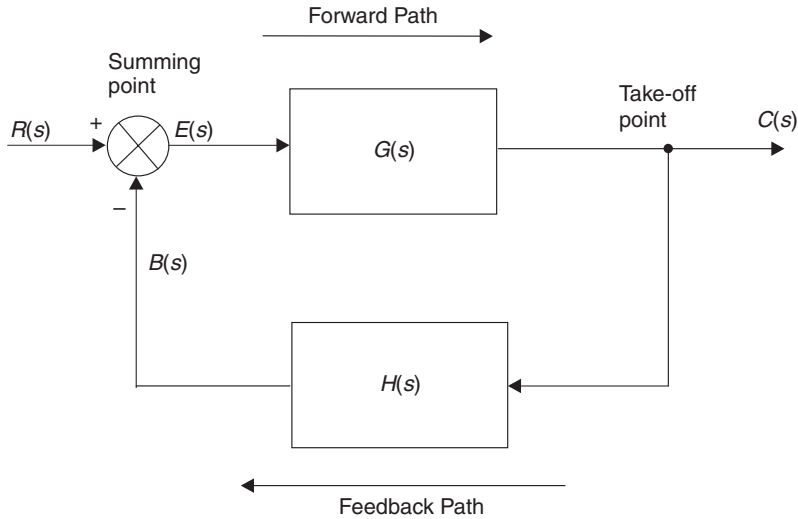 Forward Path
Summing
point
Take-off
point
R(s)
+
E(s)
G(s)
C(s)
−
B(s)
H(s)
Feedback Path